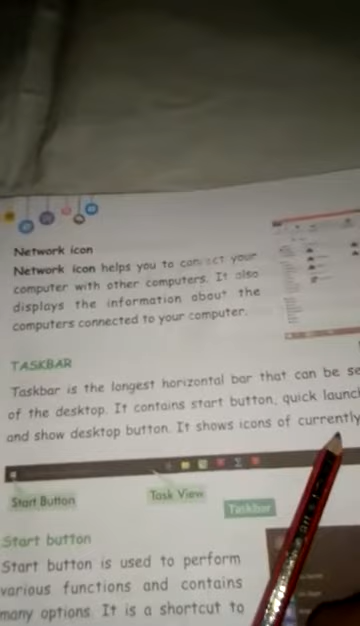 Network icon
Network icon helps you to connect your
computer with other computers. It also
displays the information about the
computers connected to your computer.
TASKBAR
Taskbar is the longest horizontal bar that can be se
of the desktop. It contains start button, quick launc
and show desktop button. It shows icons of currently
Start Button
Task View
Taskbar
Start button
Start button is used to perform
various functions and contains
many options. It is a shortcut to